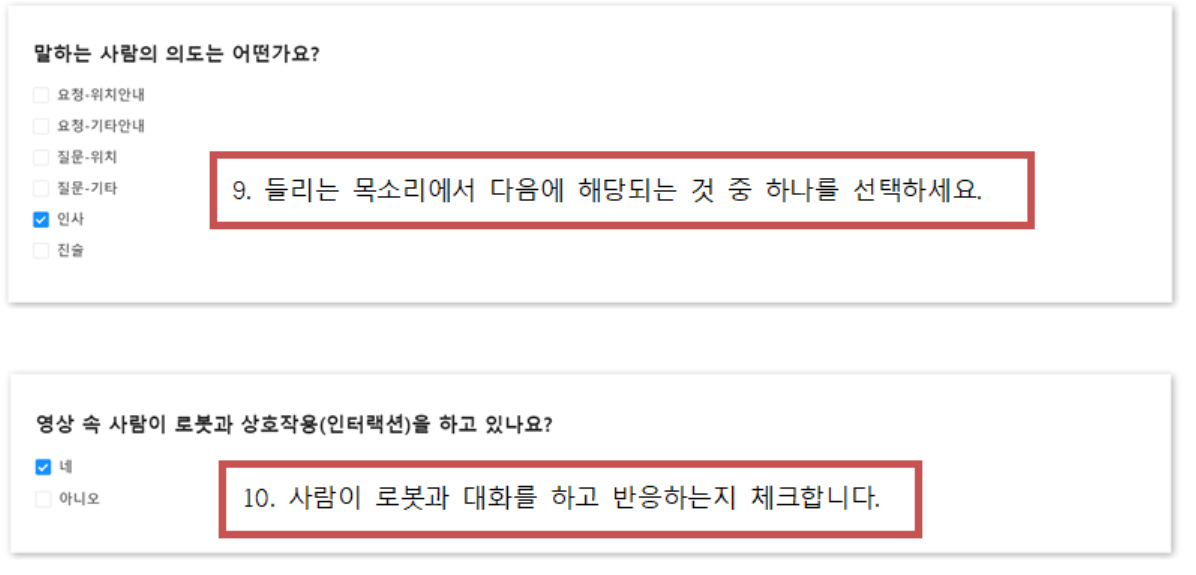 말하는 사람의 의도는 어떤가요?
요청-위치안내
요청-기타안내
질문-위치
질문-기타
인사
진술
9. 들리는 목소리에서 다음에 해당되는 것 중 하나를 선택하세요.
영상 속 사람이 로봇과 상호작용(인터랙션)을 하고 있나요?
네
아니오
10. 사람이 로봇과 대화를 하고 반응하는지 체크합니다.